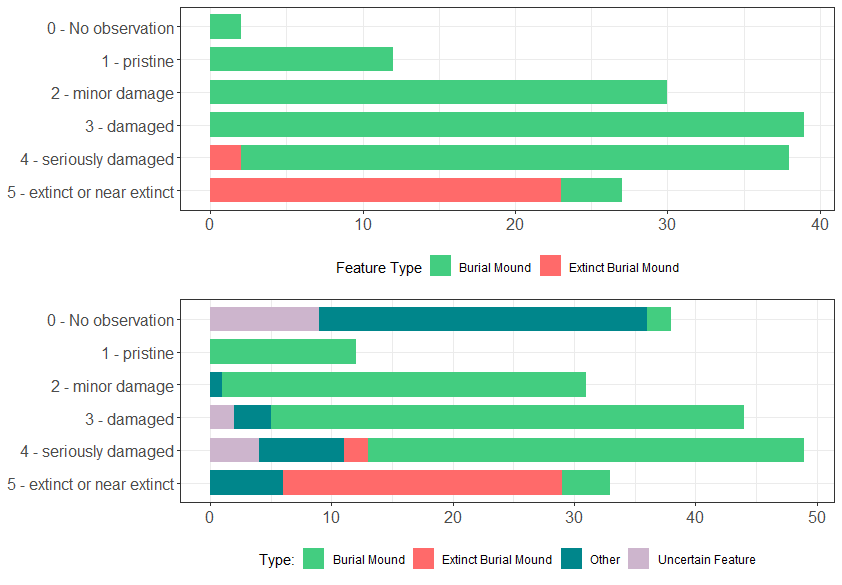 0 - No observation
1 - pristine
2 - minor damage
3 - damaged
4 - seriously damaged
5 - extinct or near extinct
0 10 20 30 40
Feature Type Burial Mound Extinct Burial Mound
0 - No observation
1 - pristine
2 - minor damage
3 - damaged
4 - seriously damaged
5 - extinct or near extinct
0 10 20 30 40 50
Type: Burial Mound Extinct Burial Mound Other Uncertain Feature